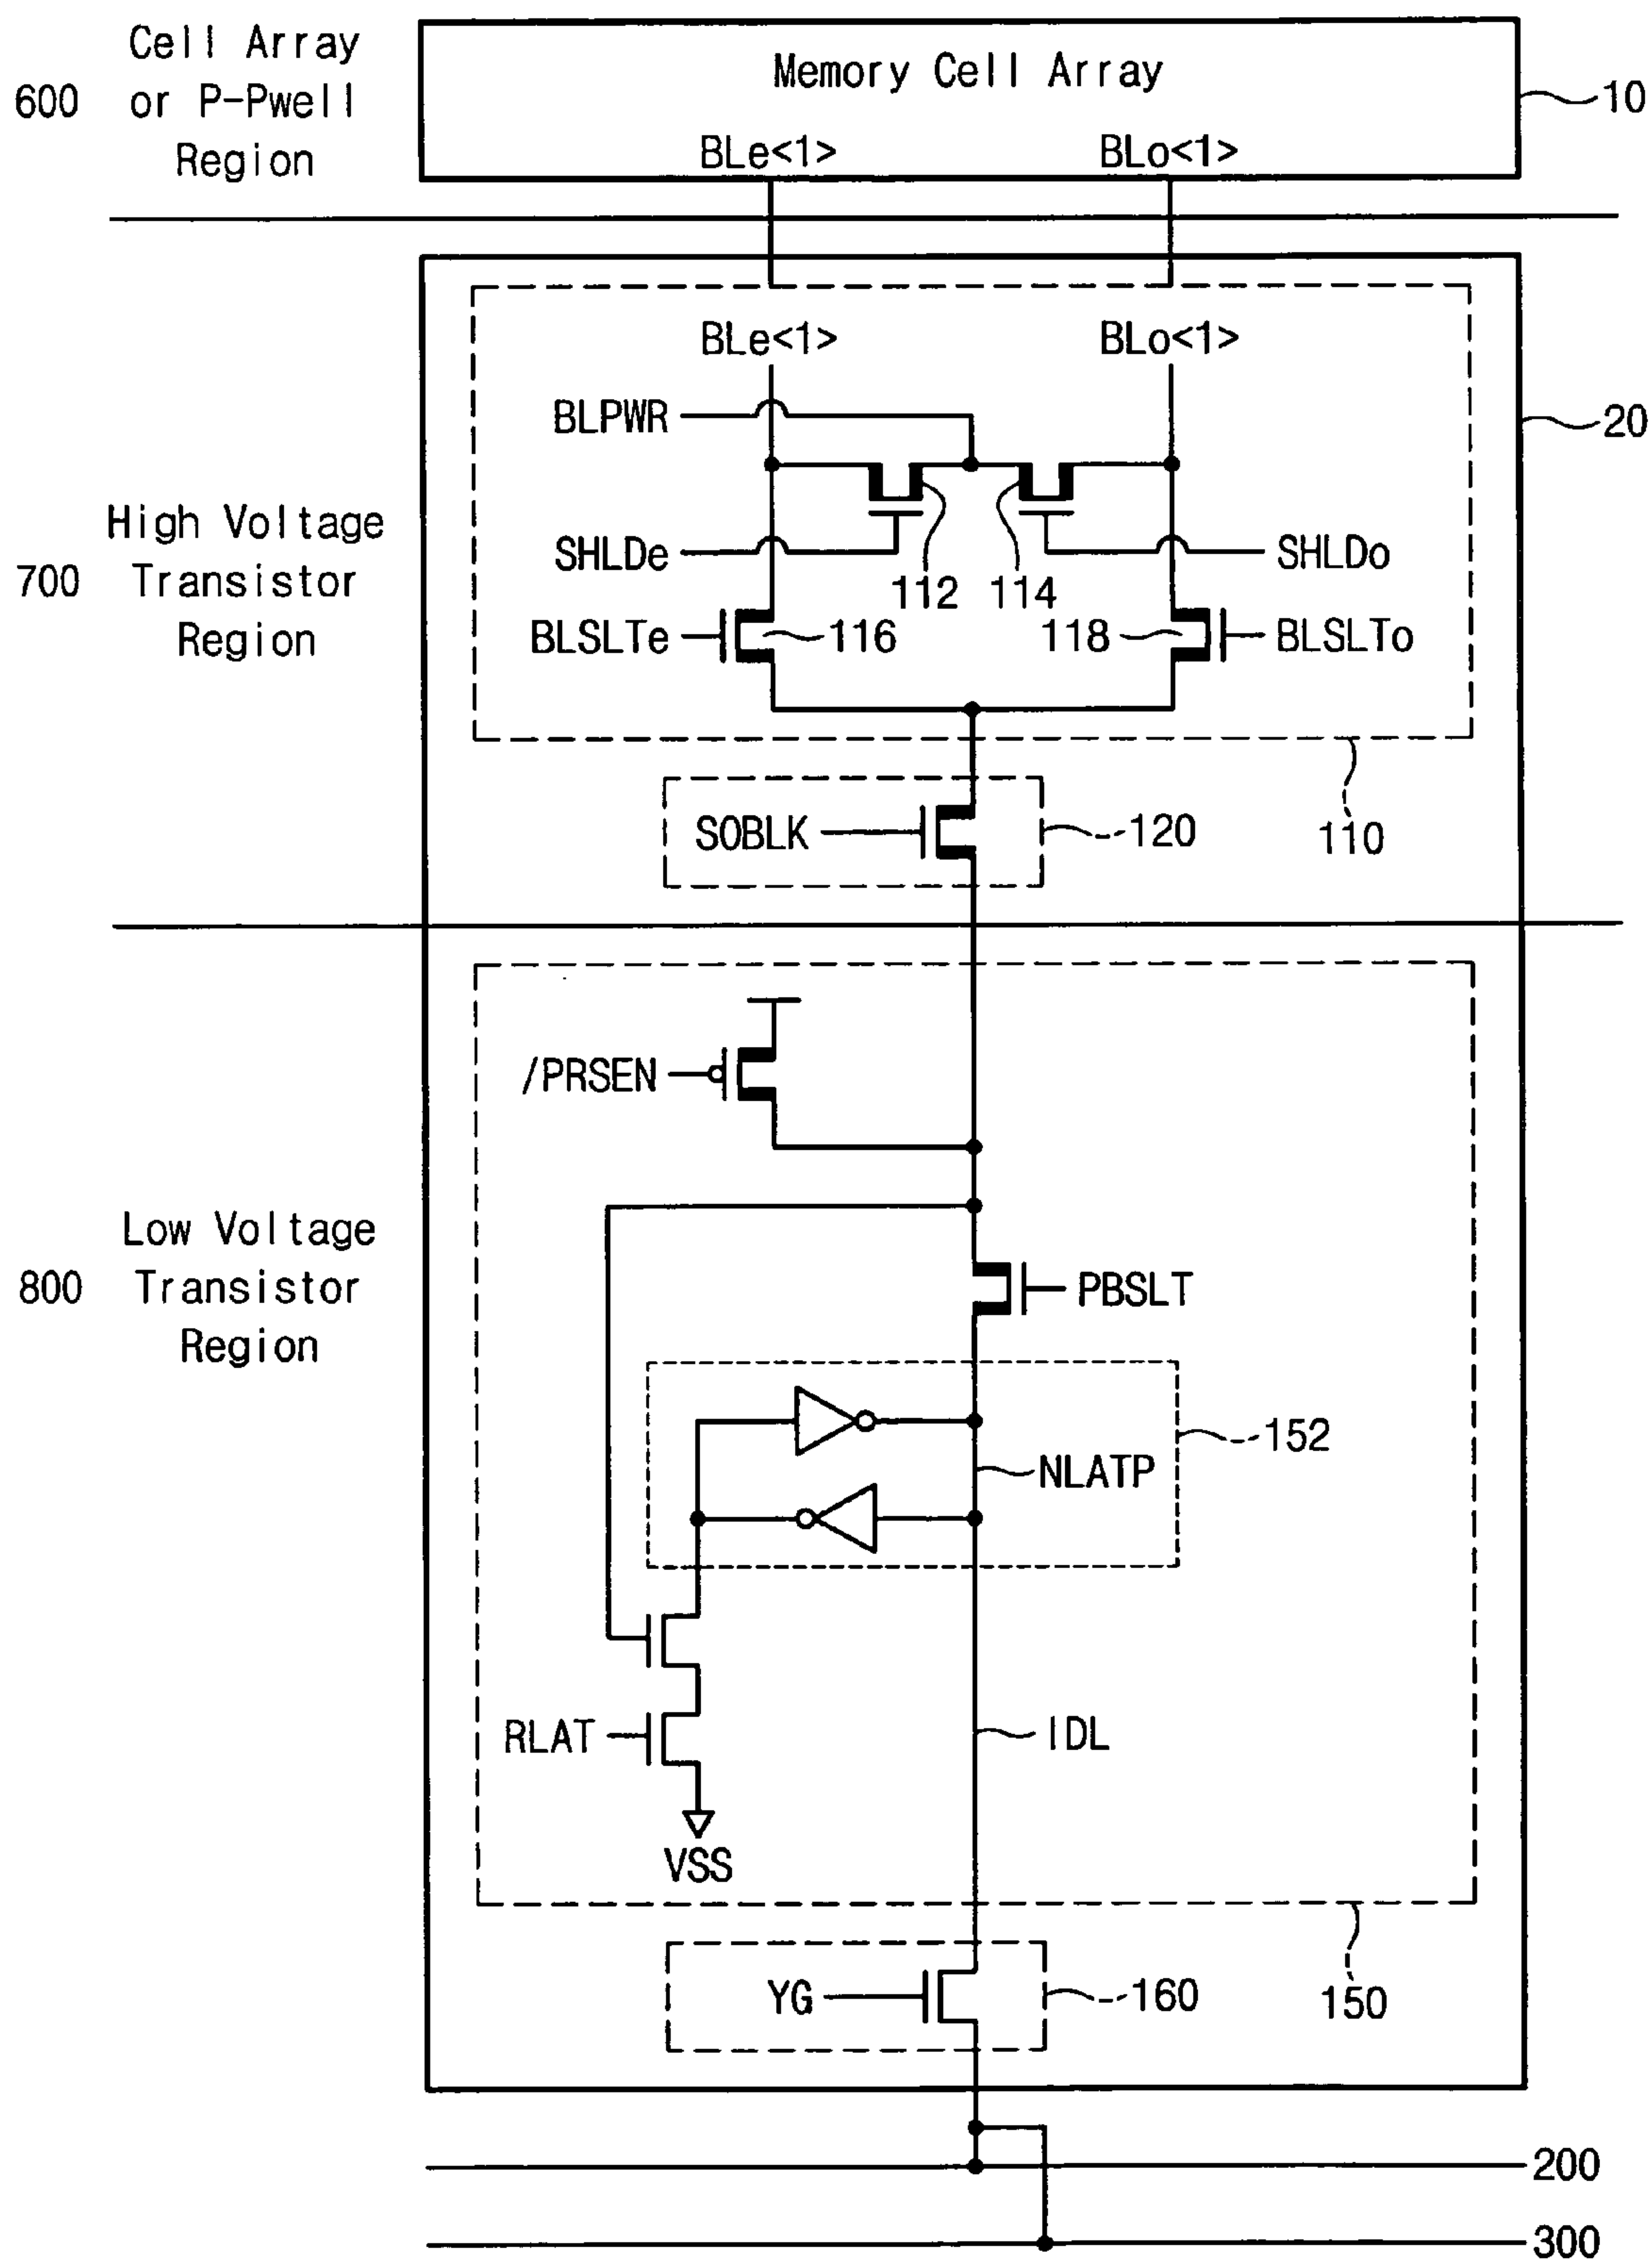 Cell Array
600 or P-Pwell
Region
Memory Cell Array
10
BLe<1> BLo<1>
BLe<1> BLo<1>
BLPWR
20
High Voltage
700 Transistor
Region
SHLDe
112 114
SHLDo
BLSLTe
116 118
BLSLTo
SOBLK
120
110
/PRSEN
Low Voltage
800 Transistor
Region
PBSLT
152
NLATP
RLAT
IDL
VSS
YG
160
150
200
300